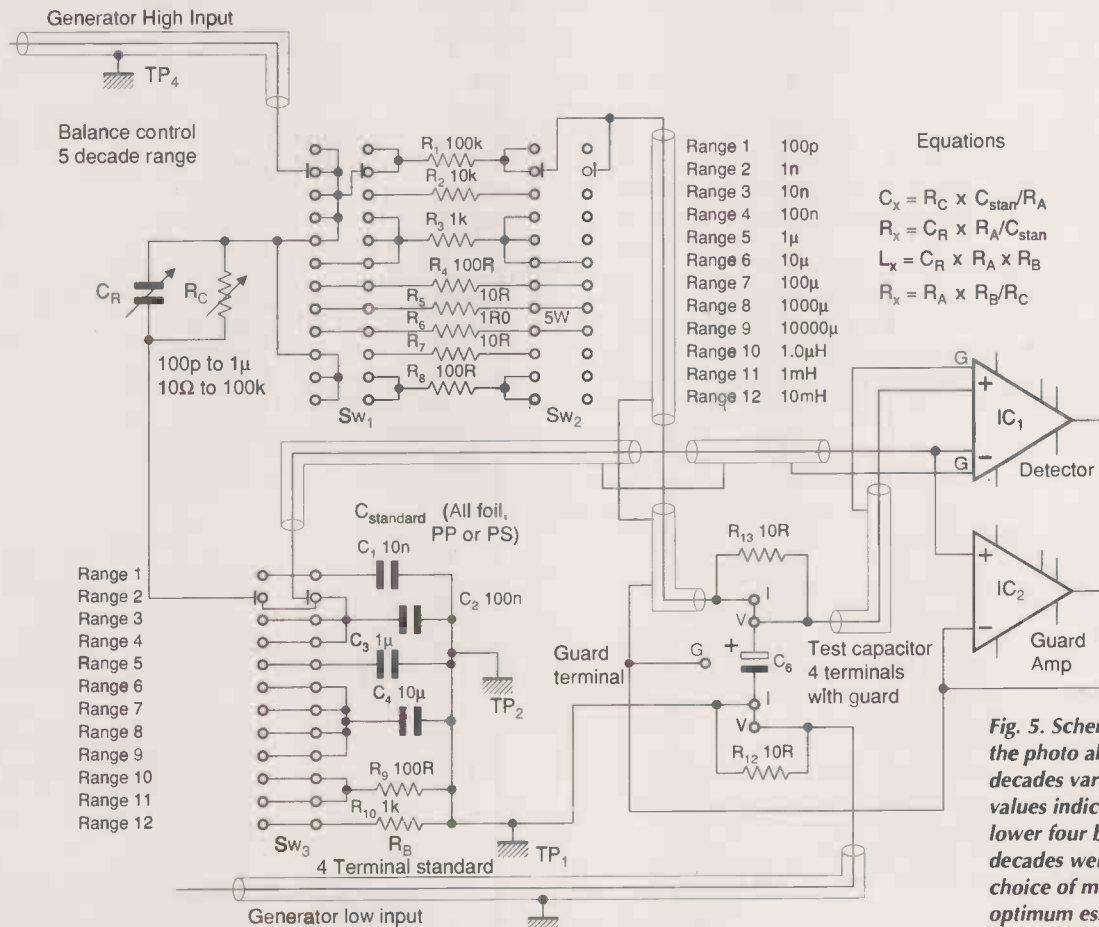 Generator High Input
TP4
Balance control
5 decade range
CR
RC
100p to 1µ
10Ω to 100k
R1 100k
R2 10k
R3 1k
R4 100R
R5 10R
R6 1R0
5W
R7 10R
R8 100R
Sw1
Sw2
Range 1 100p
Range 2 1n
Range 3 10n
Range 4 100n
Range 5 1µ
Range 6 10µ
Range 7 100µ
Range 8 1000µ
Range 9 10000µ
Range 10 1.0µH
Range 11 1mH
Range 12 10mH
Equations
Cx = RC x Cstan/RA
Rx = CR x RA/Cstan
Lx = CR x RA x RB
Rx = RA x RB/RC
G
+
IC1
−
G
Detector
+
IC2
−
Guard
Amp
Cstandard (All foil,
PP or PS)
C1 10n
C2 100n
C3 1µ
C4 10µ
R9 100R
R10 1k
RB
Range 1
Range 2
Range 3
Range 4
Range 5
Range 6
Range 7
Range 8
Range 9
Range 10
Range 11
Range 12
Sw3
4 Terminal standard
TP2
TP1
Guard
terminal
G
R13 10R
I
V
+
C6
I
V
R12 10R
Test capacitor
4 terminals
with guard
Generator low input
Fig. 5. Scher
the photo al
decades var
values indic
lower four b
decades wei
choice of m
optimum es